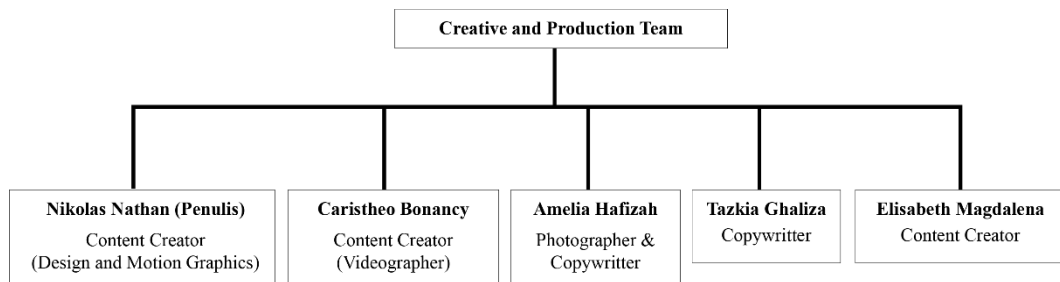 Creative and Production Team
Nikolas Nathan (Penulis)
Content Creator
(Design and Motion Graphics)
Caristheo Bonancy
Content Creator
(Videographer)
Amelia Hafizah
Photographer &
Copywritter
Tazkia Ghaliza
Copywritter
Elisabeth Magdalena
Content Creator